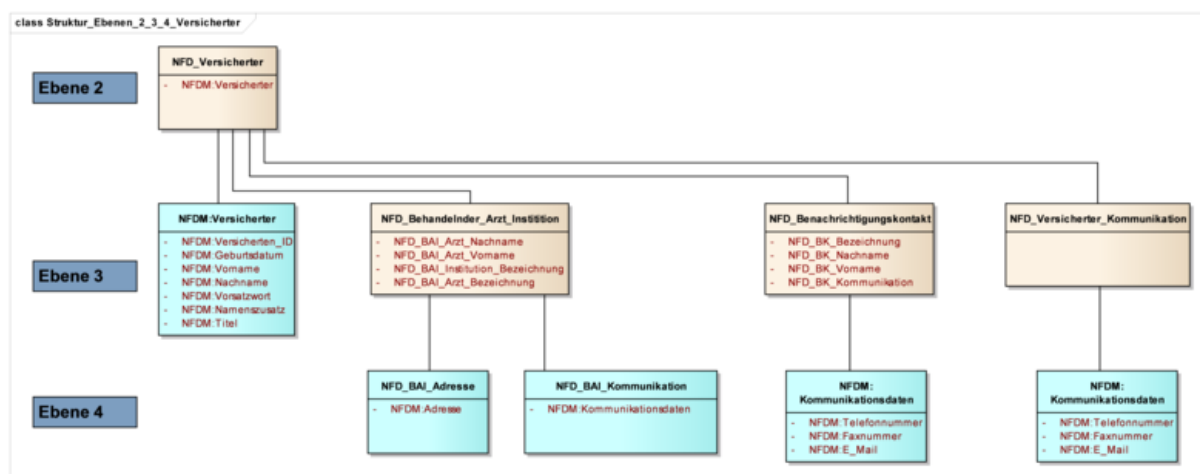 class Struktur_Ebenen_2_3_4_Versicherter
Ebene 2
NFD_Versicherter
- NFDM:Versicherter
Ebene 3
NFDM:Versicherter
- NFDM:Versicherten_ID
- NFDM:Geburtsdatum
- NFDM:Vorname
- NFDM:Nachname
- NFDM:Vorsatzwort
- NFDM:Namenszusatz
- NFDM:Titel
NFD_Behandelnder_Arzt_Institition
- NFD_BAI_Arzt_Nachname
- NFD_BAI_Arzt_Vorname
- NFD_BAI_Institution_Bezeichnung
- NFD_BAI_Arzt_Bezeichnung
NFD_Benachrichtigungskontakt
- NFD_BK_Bezeichnung
- NFD_BK_Nachname
- NFD_BK_Vorname
- NFD_BK_Kommunikation
NFD_Versicherter_Kommunikation
Ebene 4
NFD_BAI_Adresse
- NFDM:Adresse
NFD_BAI_Kommunikation
- NFDM:Kommunikationsdaten
NFDM:
Kommunikationsdaten
- NFDM:Telefonnummer
- NFDM:Faxnummer
- NFDM:E_Mail
NFDM:
Kommunikationsdaten
- NFDM:Telefonnummer
- NFDM:Faxnummer
- NFDM:E_Mail